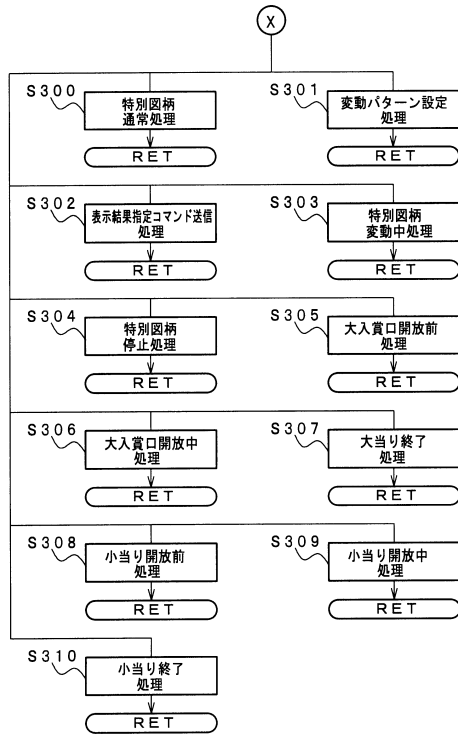 X
S300
特別図柄
通常処理
RET
S301
変動パターン設定
処理
RET
S302
表示結果指定コマンド送信
処理
RET
S303
特別図柄
変動中処理
RET
S304
特別図柄
停止処理
RET
S305
大入賞口開放前
処理
RET
S306
大入賞口開放中
処理
RET
S307
大当り終了
処理
RET
S308
小当り開放前
処理
RET
S309
小当り開放中
処理
RET
S310
小当り終了
処理
RET